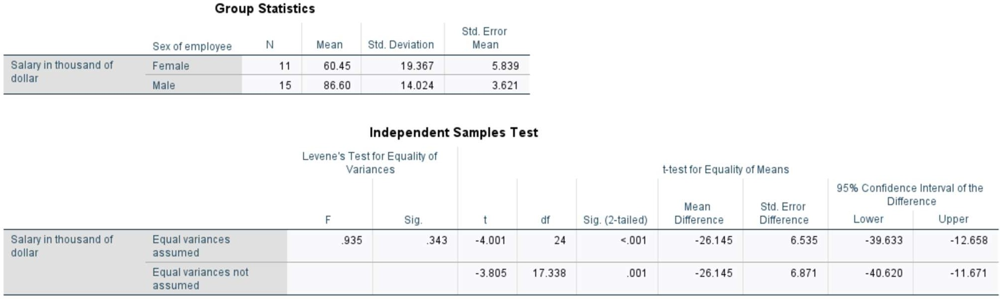 Group Statistics
Sex of employee N Mean Std. Deviation Std. Error Mean
Salary in thousand of dollar Female 11 60.45 19.367 5.839
Male 15 86.60 14.024 3.621
Independent Samples Test
Levene's Test for Equality of Variances t-test for Equality of Means
95% Confidence Interval of the Difference
F Sig. t df Sig. (2-tailed) Mean Difference Std. Error Difference Lower Upper
Salary in thousand of dollar Equal variances assumed .935 .343 -4.001 24 <.001 -26.145 6.535 -39.633 -12.658
Equal variances not assumed -3.805 17.338 .001 -26.145 6.871 -40.620 -11.671